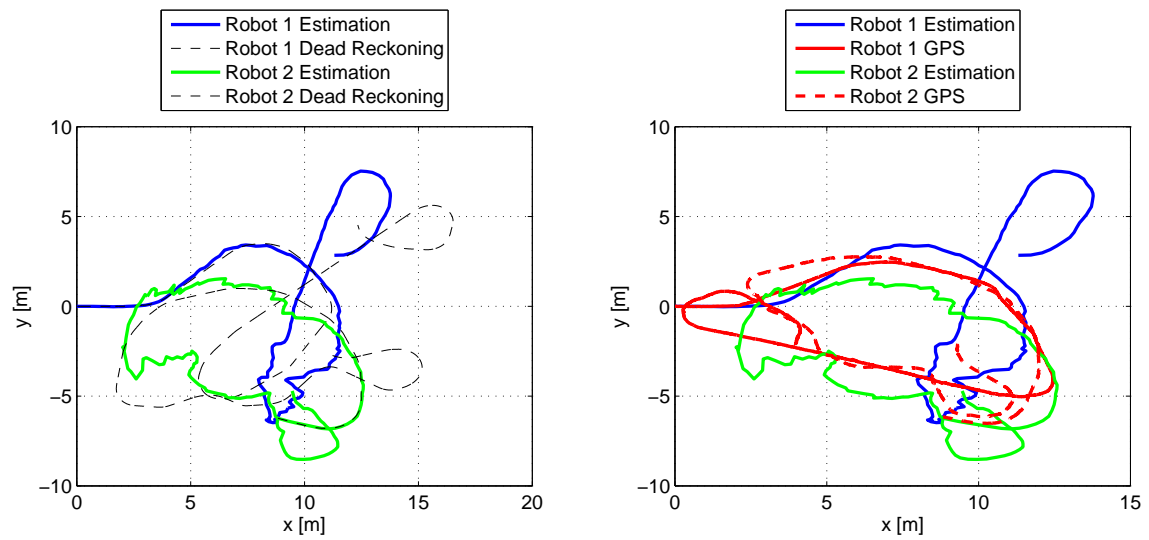 Robot 1 Estimation
Robot 1 Dead Reckoning
Robot 2 Estimation
Robot 2 Dead Reckoning
10
5
0
−5
−10
y [m]
0 5 10 15 20
x [m]
Robot 1 Estimation
Robot 1 GPS
Robot 2 Estimation
Robot 2 GPS
10
5
0
−5
−10
y [m]
0 5 10 15
x [m]